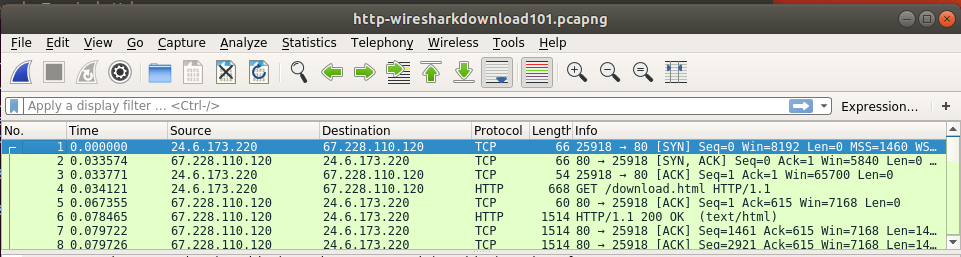 http-wiresharkdownload101.pcapng
File Edit View Go Capture Analyze Statistics Telephony Wireless Tools Help
Apply a display filter … <Ctrl-/> Expression… +
No. Time Source Destination Protocol Length Info
1 0.000000 24.6.173.220 67.228.110.120 TCP 66 25918 → 80 [SYN] Seq=0 Win=8192 Len=0 MSS=1460 WS…
2 0.033574 67.228.110.120 24.6.173.220 TCP 66 80 → 25918 [SYN, ACK] Seq=0 Ack=1 Win=5840 Len=0 …
3 0.033771 24.6.173.220 67.228.110.120 TCP 54 25918 → 80 [ACK] Seq=1 Ack=1 Win=65700 Len=0
4 0.034121 24.6.173.220 67.228.110.120 HTTP 668 GET /download.html HTTP/1.1
5 0.067355 67.228.110.120 24.6.173.220 TCP 60 80 → 25918 [ACK] Seq=1 Ack=615 Win=7168 Len=0
6 0.078465 67.228.110.120 24.6.173.220 HTTP 1514 HTTP/1.1 200 OK (text/html)
7 0.079722 67.228.110.120 24.6.173.220 TCP 1514 80 → 25918 [ACK] Seq=1461 Ack=615 Win=7168 Len=14…
8 0.079726 67.228.110.120 24.6.173.220 TCP 1514 80 → 25918 [ACK] Seq=2921 Ack=615 Win=7168 Len=14…